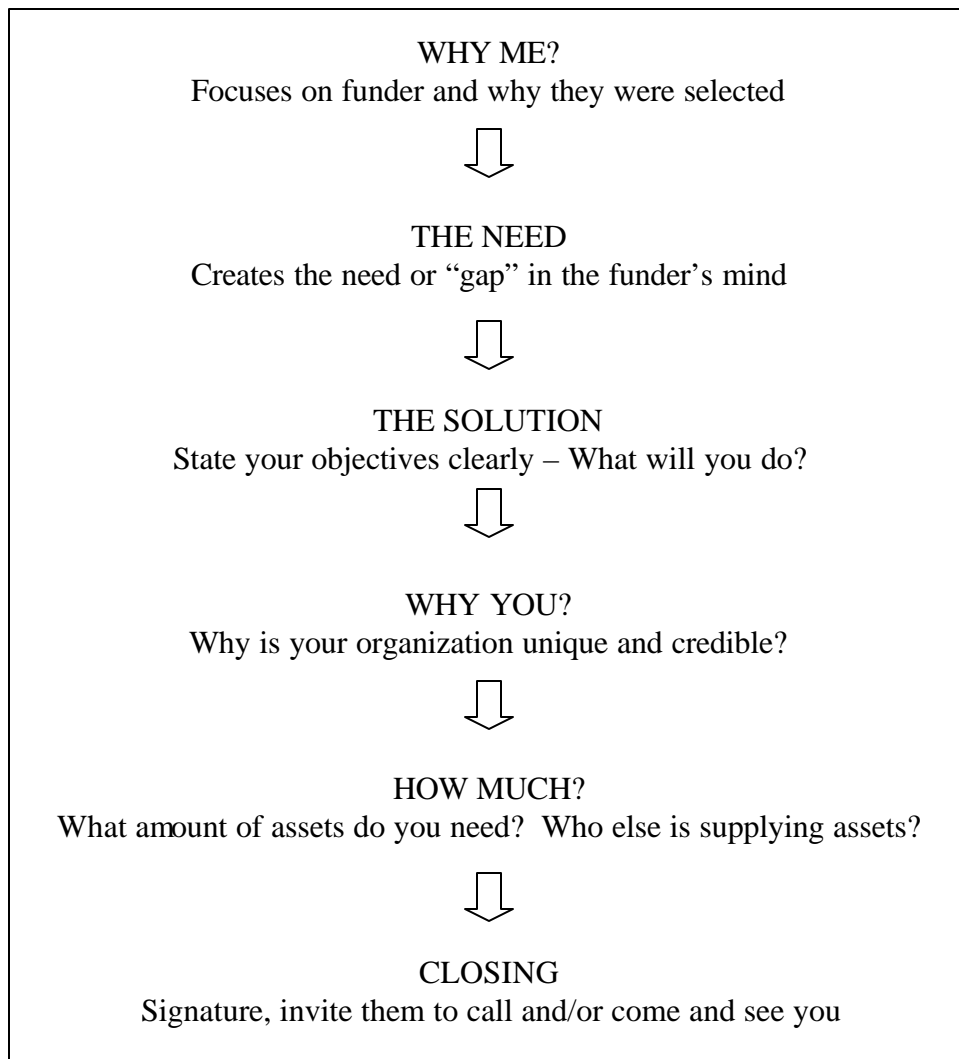 WHY ME?
Focuses on funder and why they were selected
THE NEED
Creates the need or “gap” in the funder’s mind
THE SOLUTION
State your objectives clearly – What will you do?
WHY YOU?
Why is your organization unique and credible?
HOW MUCH?
What amount of assets do you need?  Who else is supplying assets?
CLOSING
Signature, invite them to call and/or come and see you